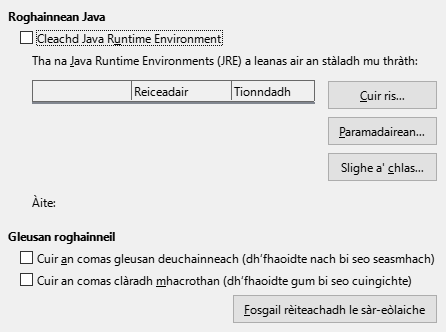 Roghainnean Java
Cleachd Java Runtime Environment
Tha na Java Runtime Environments (JRE) a leanas air an stàladh mu thràth:
Reiceadair Tionndadh
Cuir ris...
Paramadairean...
Slighe a' chlas...
Àite:
Gleusan roghainneil
Cuir an comas gleusan deuchainneach (dh’fhaoidte nach bi seo seasmhach)
Cuir an comas clàradh mhacrothan (dh’fhaoidte gum bi seo cuingichte)
Fosgail rèiteachadh le sàr-eòlaiche